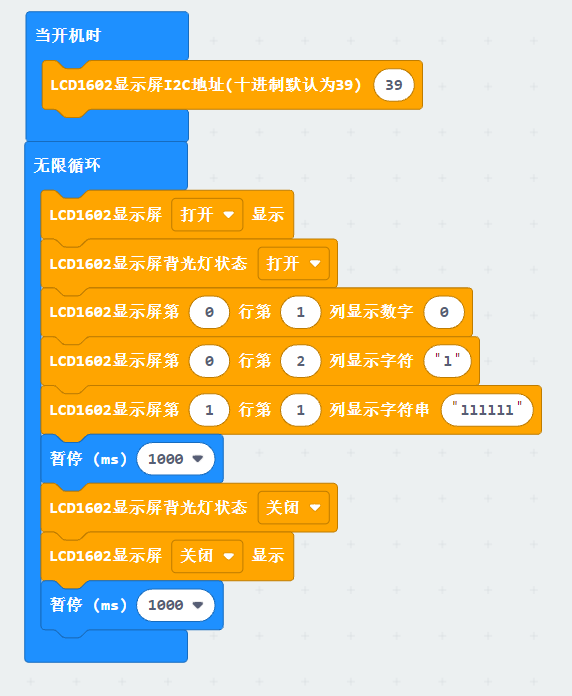 当开机时
LCD1602显示屏I2C地址(十进制默认为39) 39
无限循环
LCD1602显示屏 打开 显示
LCD1602显示屏背光灯状态 打开
LCD1602显示屏第 0 行第 1 列显示数字 0
LCD1602显示屏第 0 行第 2 列显示字符 "l"
LCD1602显示屏第 1 行第 1 列显示字符串 "llllll"
暂停 (ms) 1000
LCD1602显示屏背光灯状态 关闭
LCD1602显示屏 关闭 显示
暂停 (ms) 1000